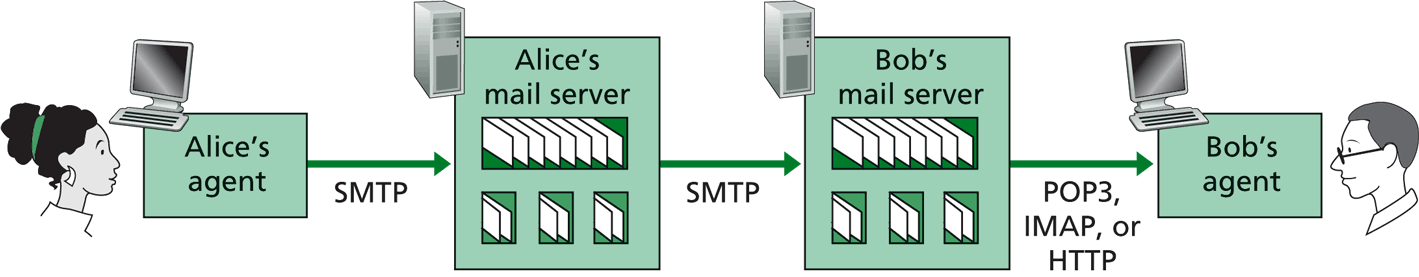 Alice's
agent
SMTP
Alice's
mail server
SMTP
Bob's
mail server
POP3,
IMAP, or
HTTP
Bob's
agent